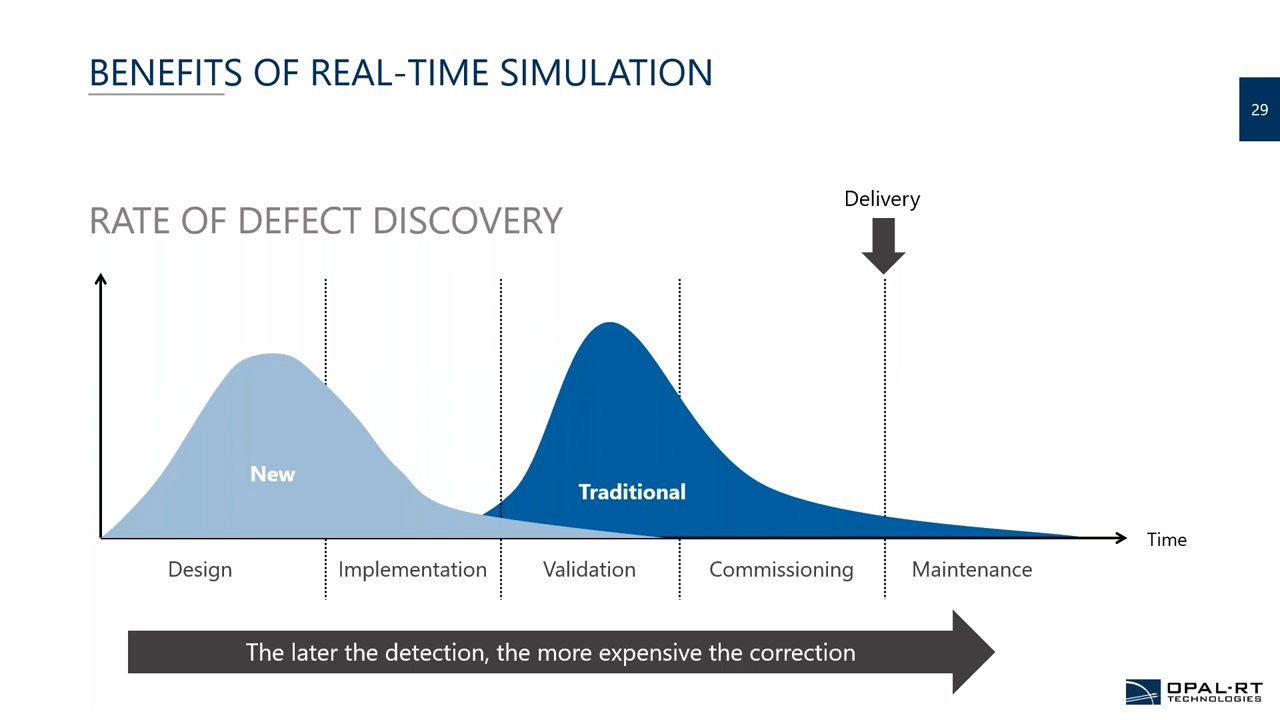 BENEFITS OF REAL-TIME SIMULATION
29
Delivery
RATE OF DEFECT DISCOVERY
New
Traditional
Time
Design
Implementation
Validation
Commissioning
Maintenance
The later the detection, the more expensive the correction
OPAL-RT
TECHNOLOGIES